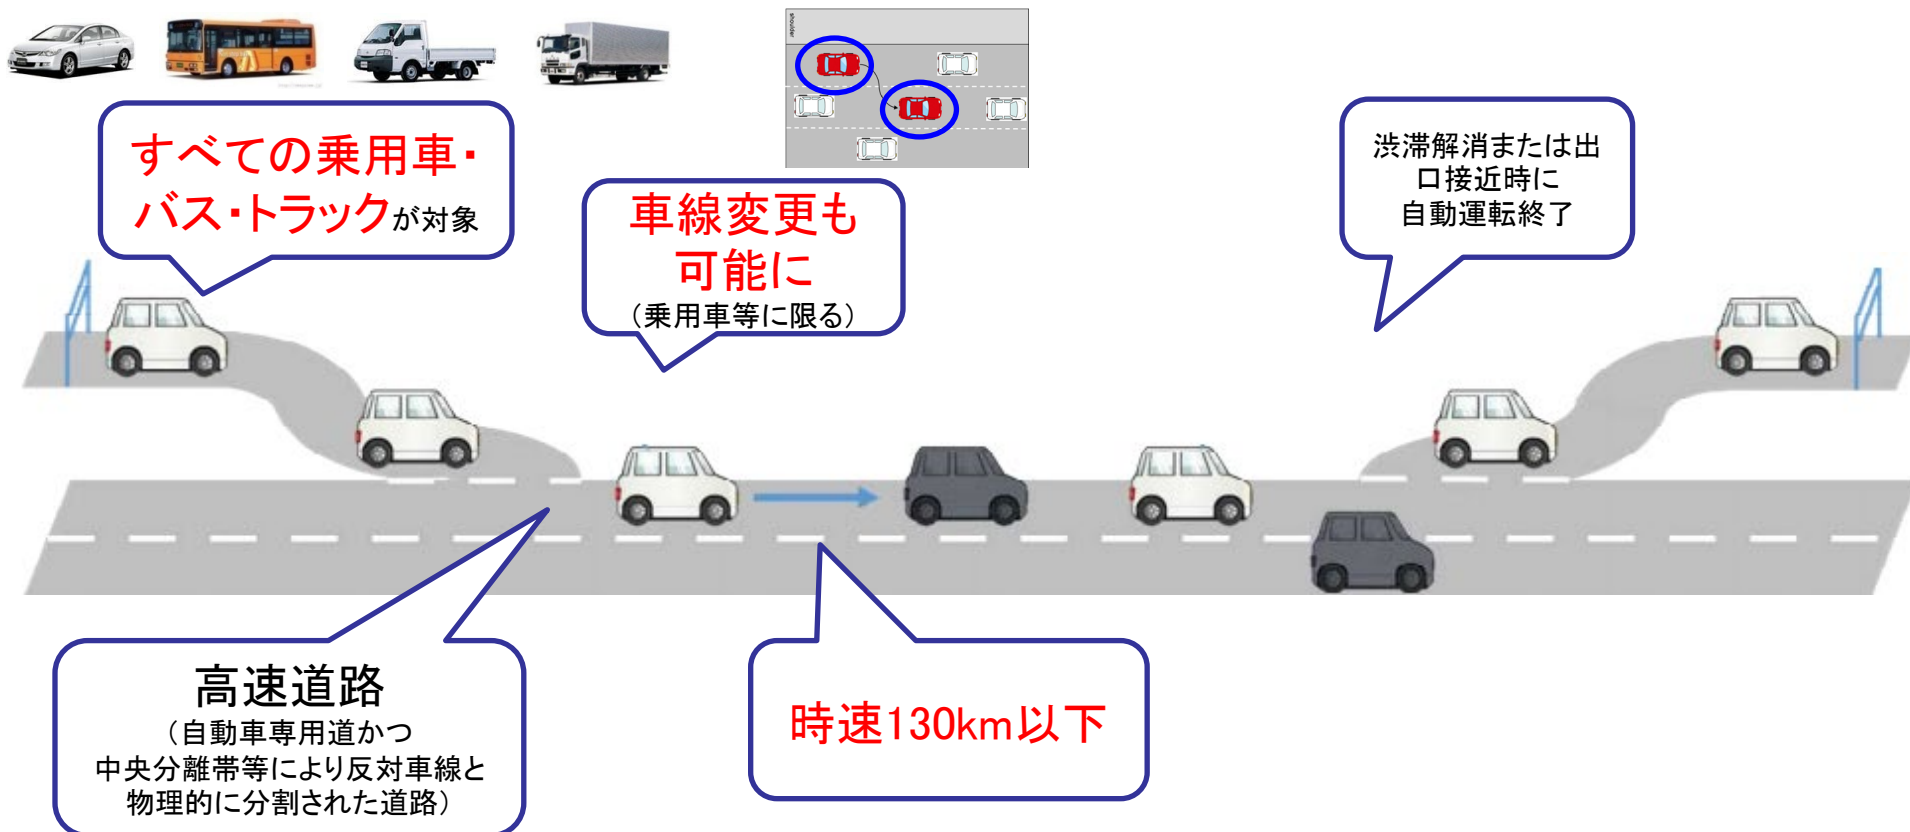 shoulder
すべての乗用車・
バス・トラックが対象
車線変更も
可能に
（乗用車等に限る）
渋滞解消または出
口接近時に
自動運転終了
高速道路
（自動車専用道かつ
中央分離帯等により反対車線と
物理的に分割された道路）
時速130km以下